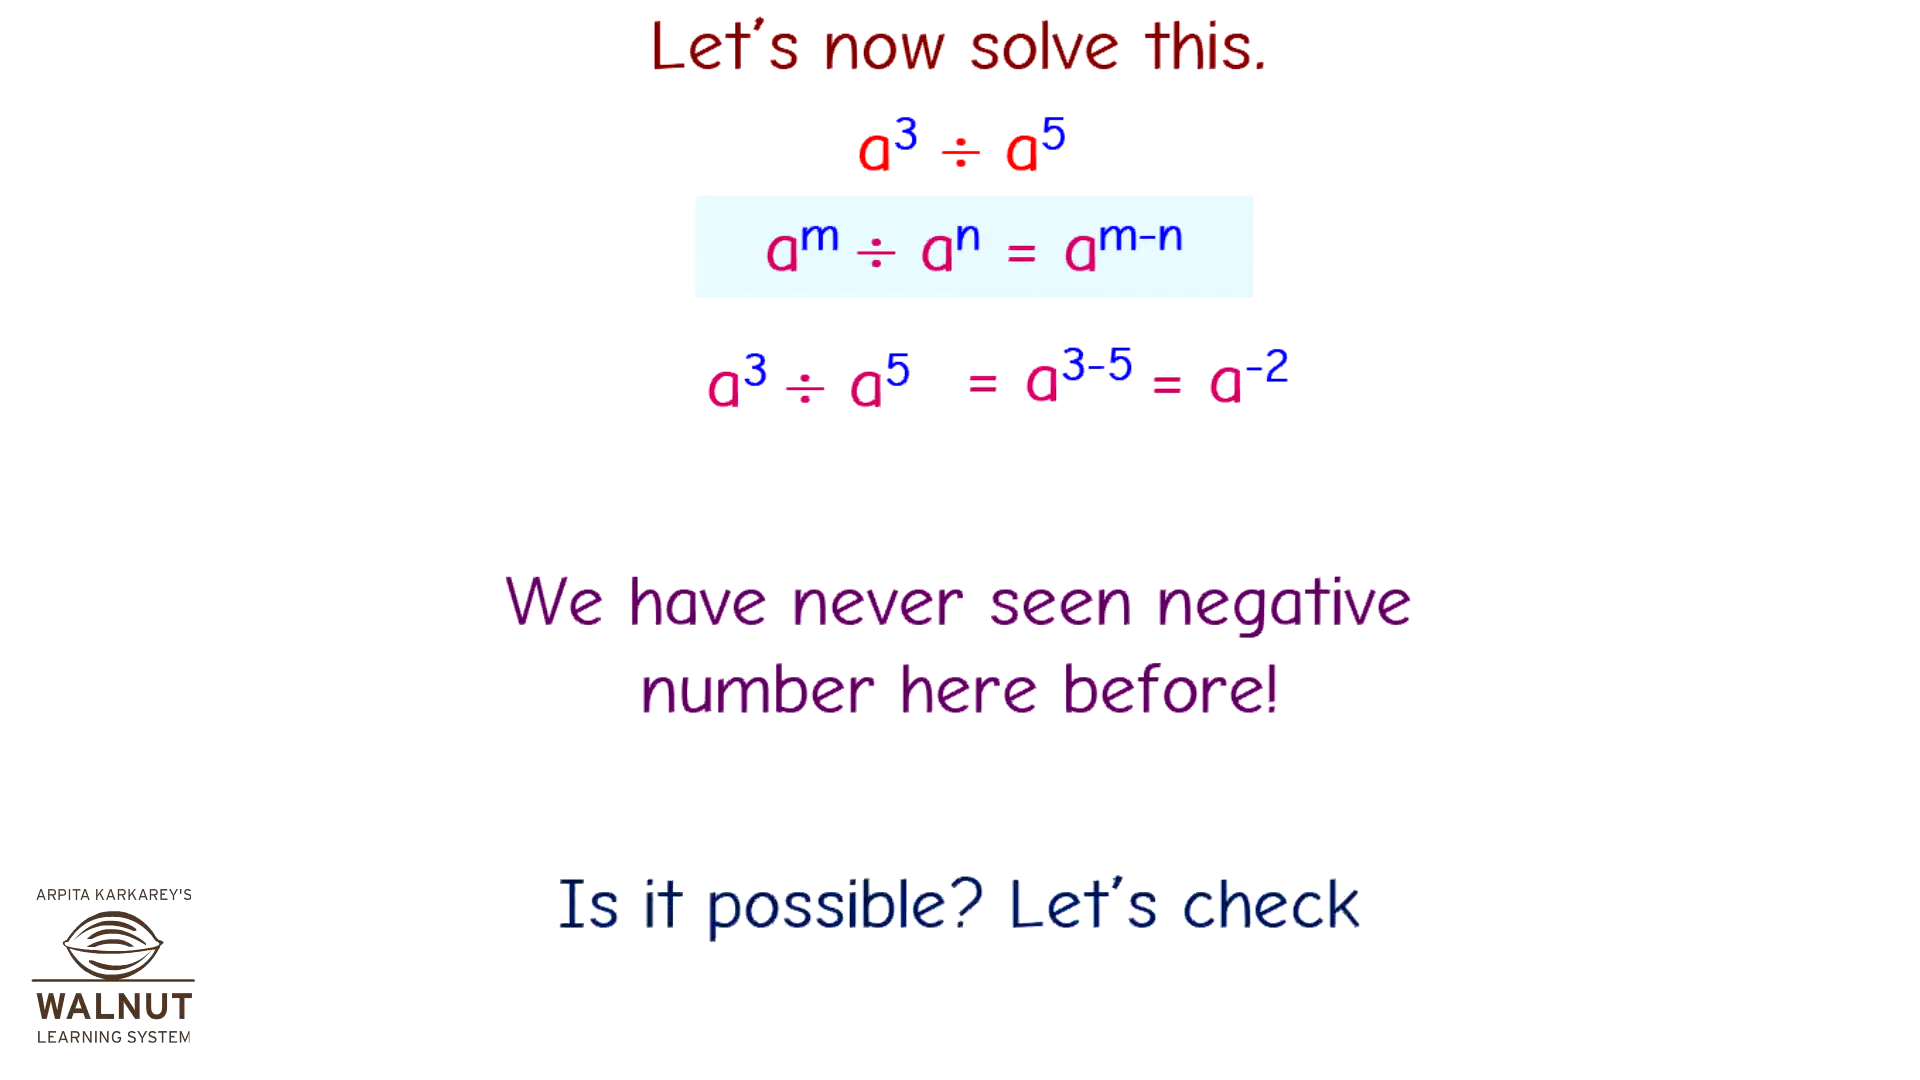 Let's now solve this.
a³ ÷ a⁵
aᵐ ÷ aⁿ = aᵐ⁻ⁿ
a³ ÷ a⁵ = a³⁻⁵ = a⁻²
We have never seen negative
number here before!
Is it possible? Let's check
ARPITA KARKAREY'S
WALNUT
LEARNING SYSTEM